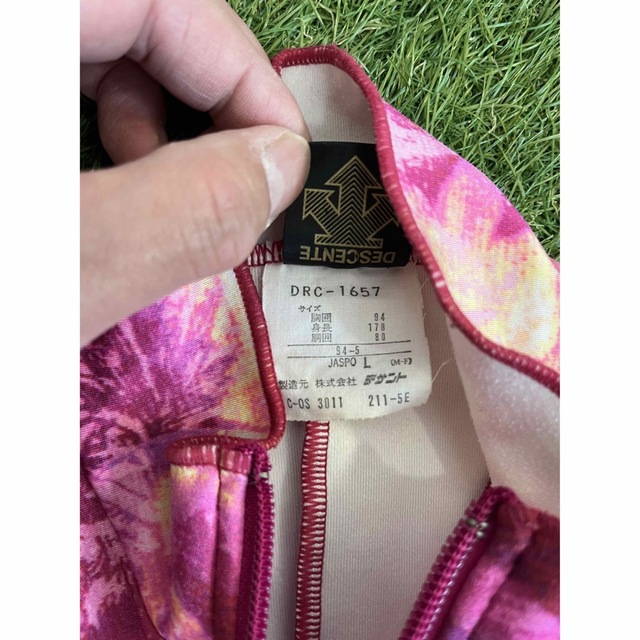 DESCENTE
DRC-1657
サイズ
胸囲 94
身長 178
胴囲 80
94-5
JASPO L (M-F)
製造元 株式会社 デサント
C-OS 3011 211-5E